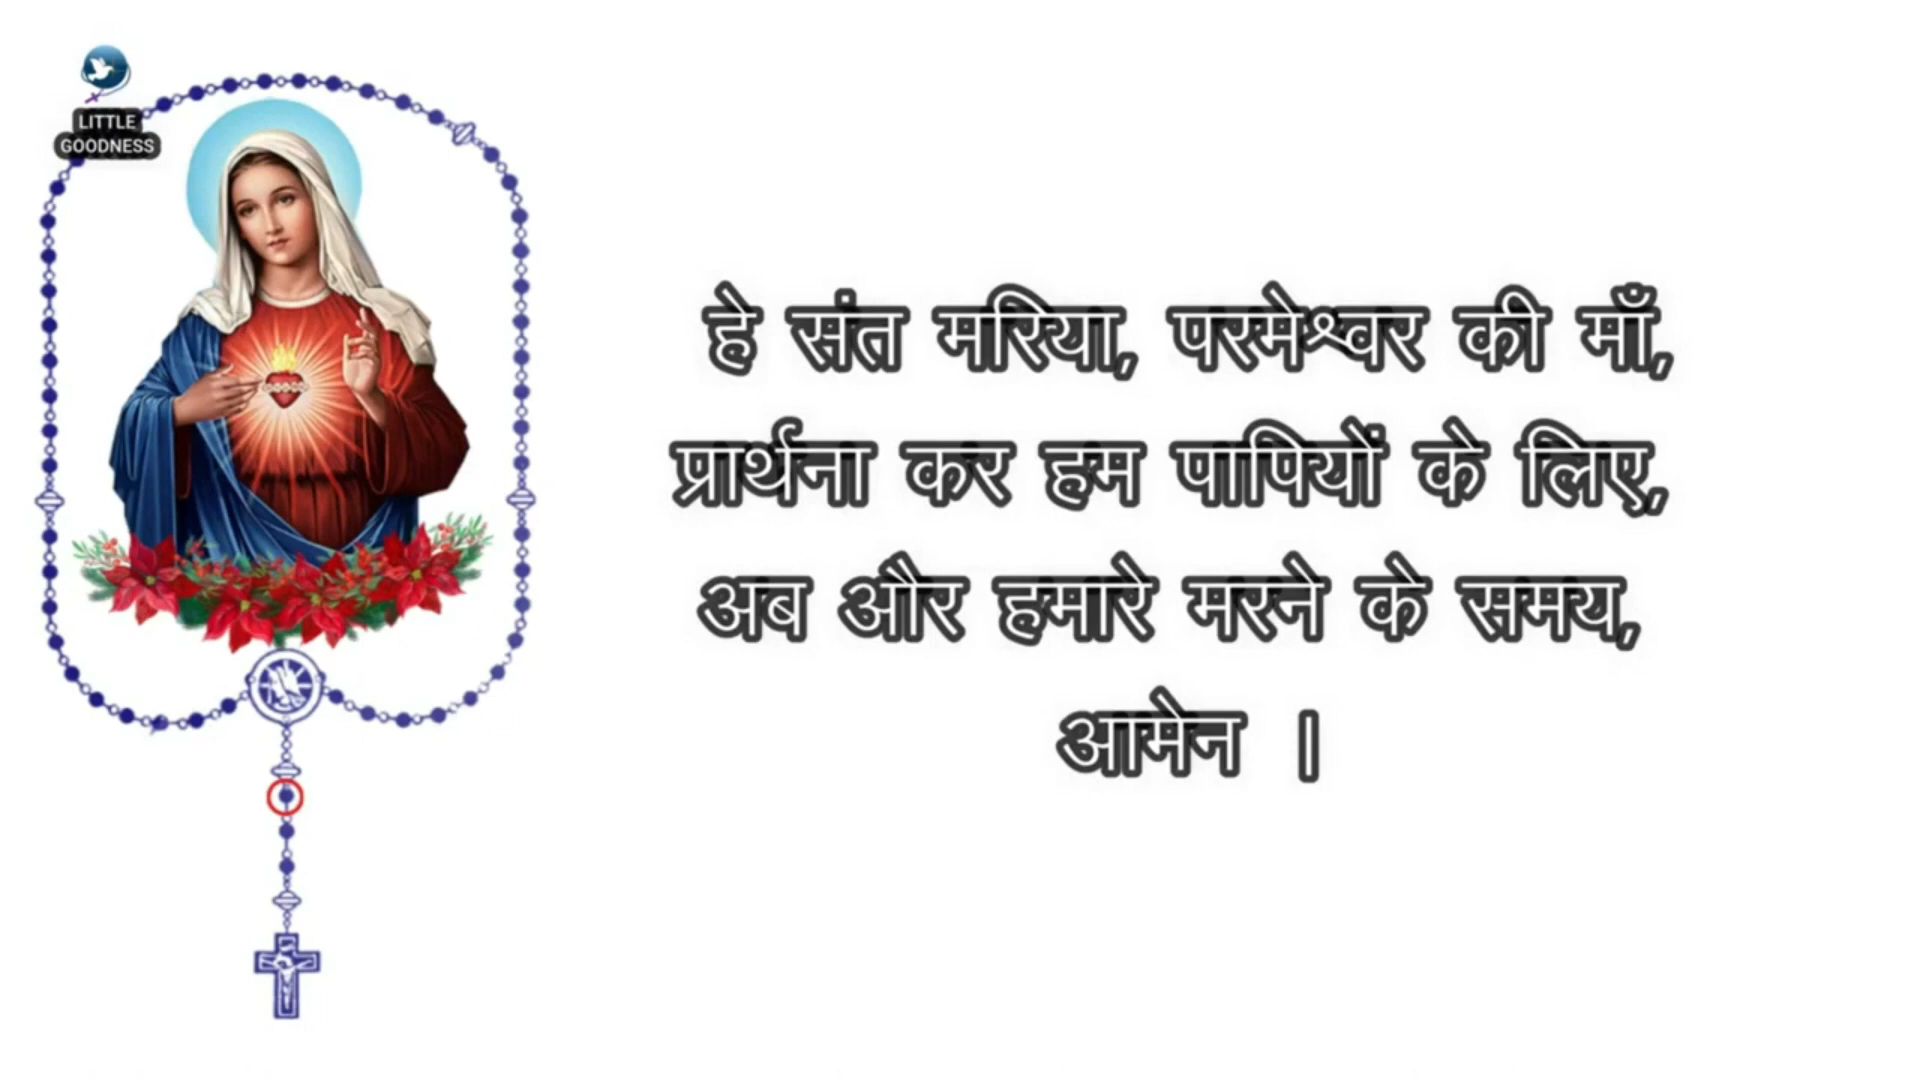 LITTLE
GOODNESS
हे संत मरिया, परमेश्वर की माँ,
प्रार्थना कर हम पापियों के लिए,
अब और हमारे मरने के समय,
आमेन ।